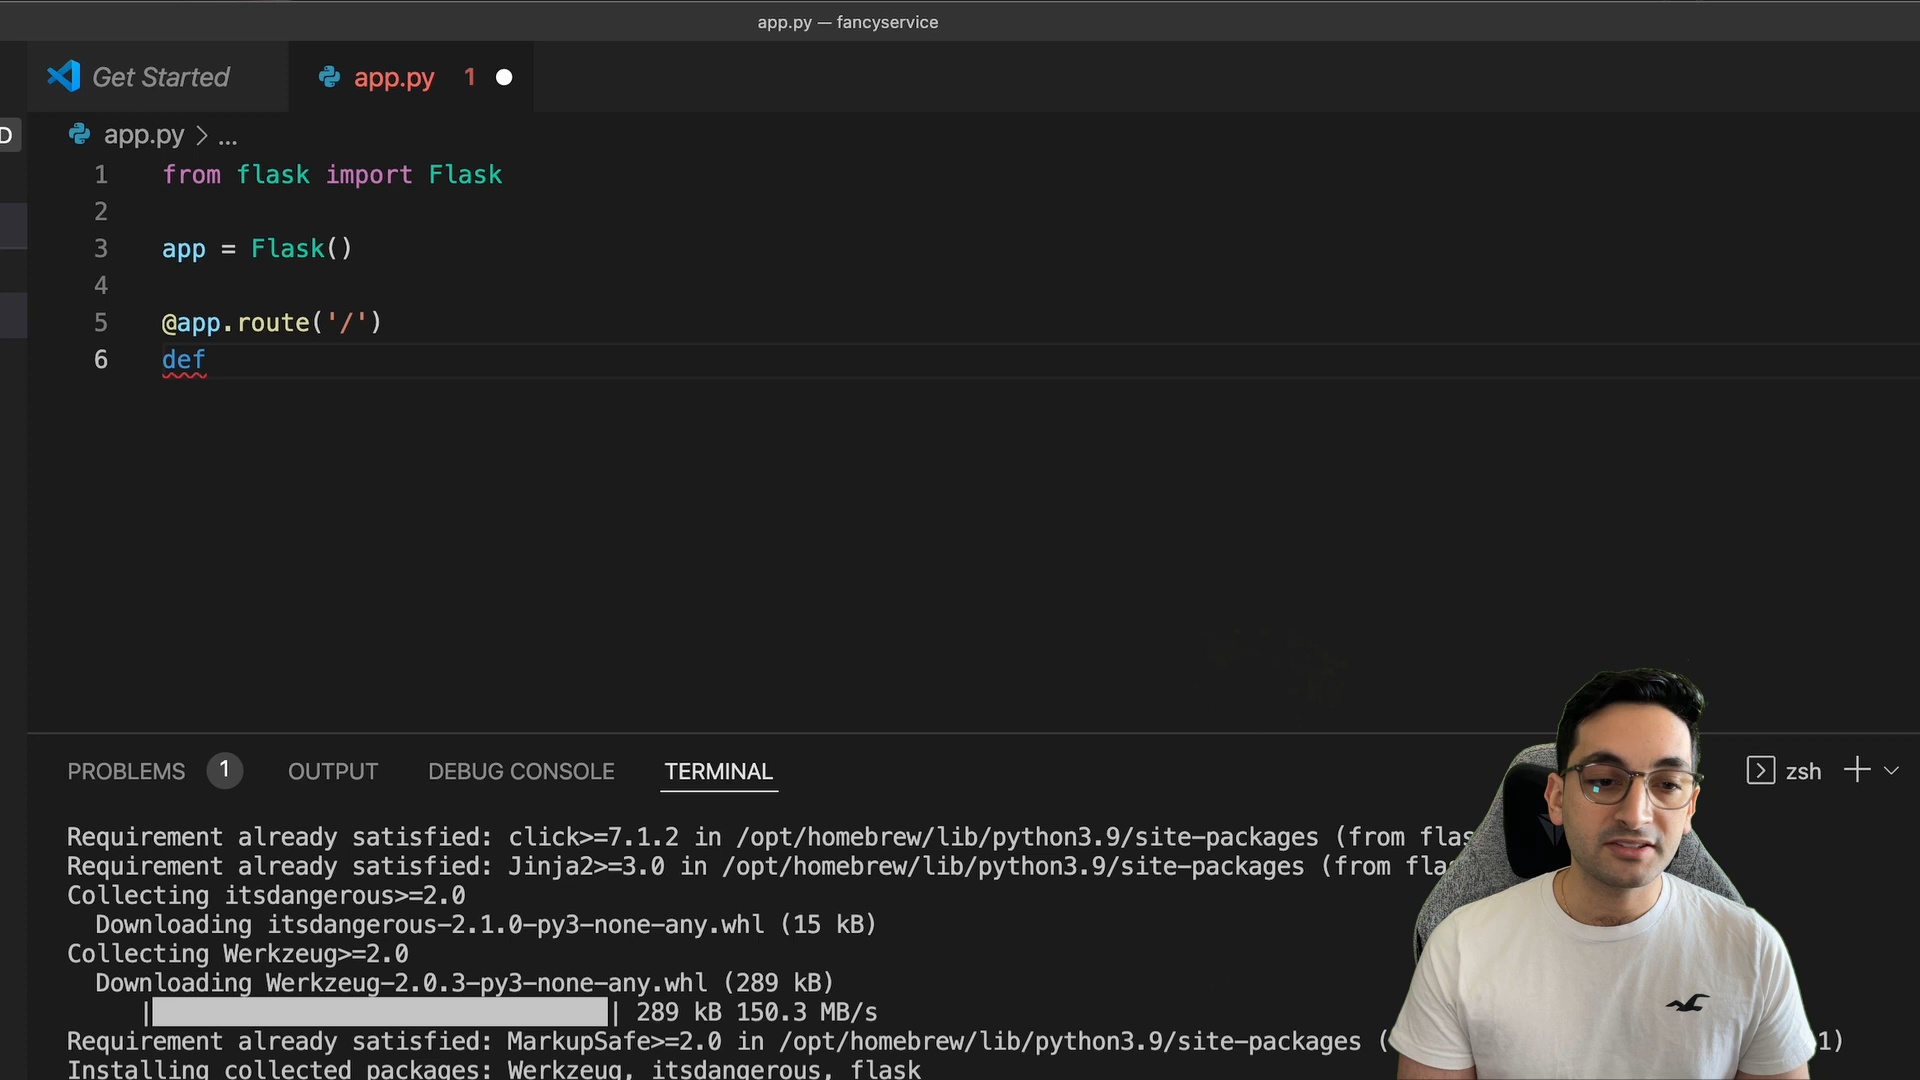 app.py — fancyservice
Get Started
app.py 1
D
app.py > ...
1 from flask import Flask
2
3 app = Flask()
4
5 @app.route('/')
6 def
PROBLEMS 1 OUTPUT DEBUG CONSOLE TERMINAL
zsh
Requirement already satisfied: click>=7.1.2 in /opt/homebrew/lib/python3.9/site-packages (from flas
Requirement already satisfied: Jinja2>=3.0 in /opt/homebrew/lib/python3.9/site-packages (from fla
Collecting itsdangerous>=2.0
Downloading itsdangerous-2.1.0-py3-none-any.whl (15 kB)
Collecting Werkzeug>=2.0
Downloading Werkzeug-2.0.3-py3-none-any.whl (289 kB)
| | 289 kB 150.3 MB/s
Requirement already satisfied: MarkupSafe>=2.0 in /opt/homebrew/lib/python3.9/site-packages ( 1)
Installing collected packages: Werkzeug, itsdangerous, flask